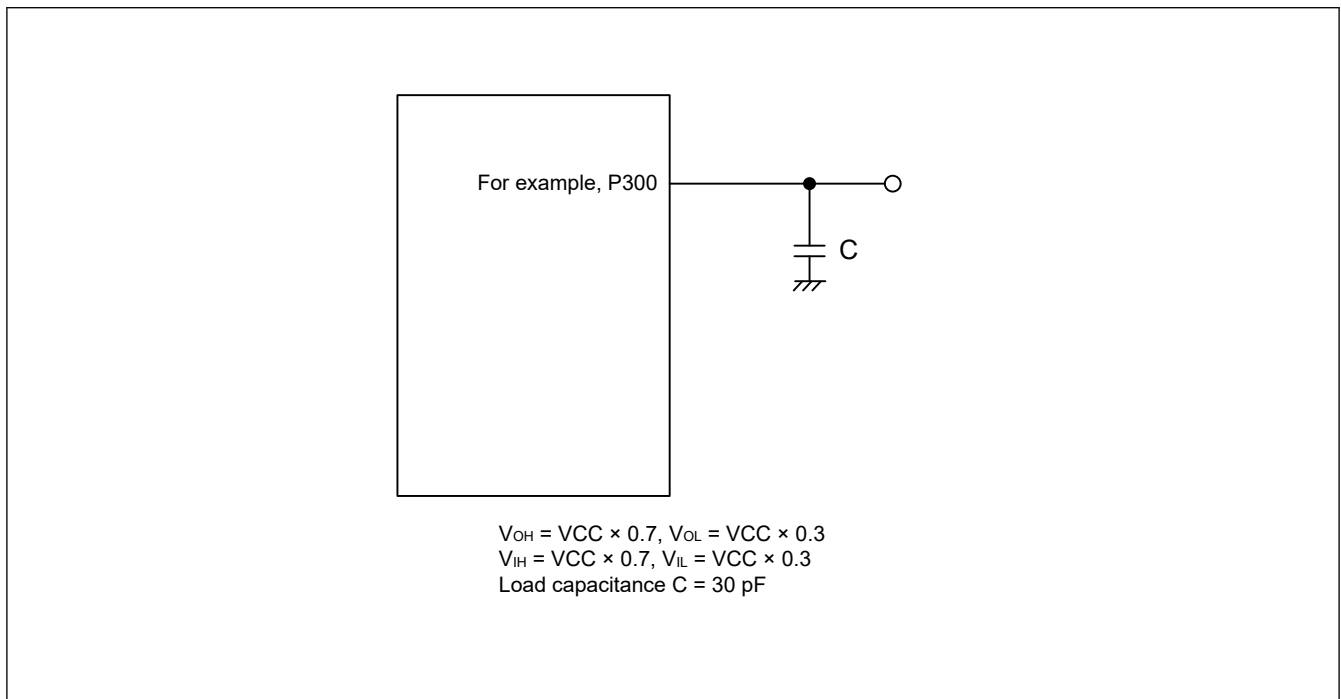 For example, P300
C
VOH = VCC × 0.7, VOL = VCC × 0.3
VIH = VCC × 0.7, VIL = VCC × 0.3
Load capacitance C = 30 pF